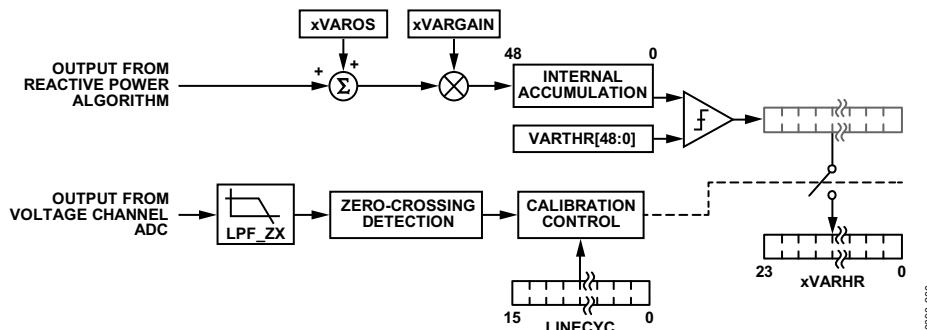 xVAROS
xVARGAIN
+
+
Σ
48
0
OUTPUT FROM
REACTIVE POWER
ALGORITHM
INTERNAL
ACCUMULATION
VARTHR[48:0]
OUTPUT FROM
VOLTAGE CHANNEL
ADC
LPF_ZX
ZERO-CROSSING
DETECTION
CALIBRATION
CONTROL
23
0
xVARHR
15
0
LINECYC